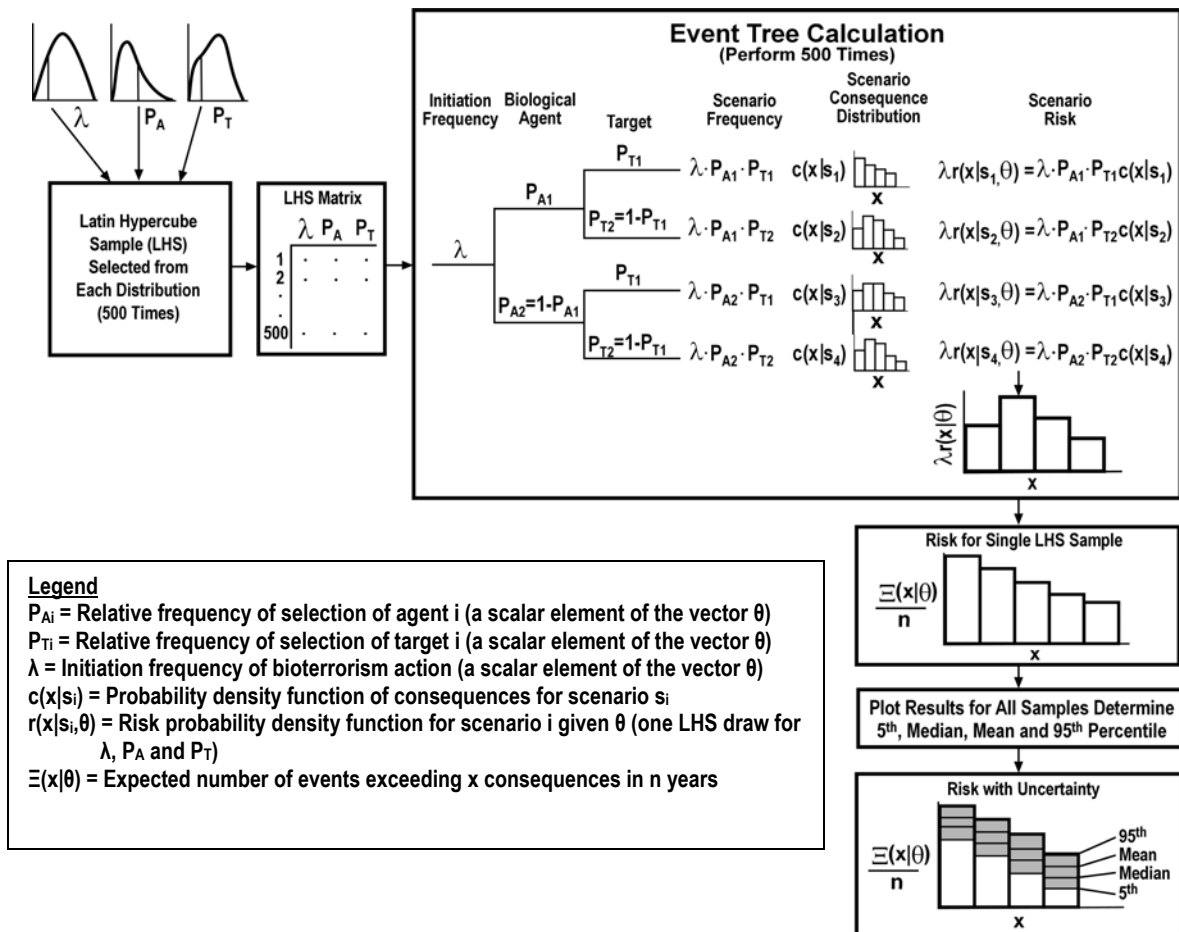 λ
P_A
P_T
Latin Hypercube
Sample (LHS)
Selected from
Each Distribution
(500 Times)
LHS Matrix
λ P_A P_T
1 · · ·
2 · · ·
·
·
500 · · ·
Event Tree Calculation
(Perform 500 Times)
Initiation
Frequency
Biological
Agent
Target
Scenario
Frequency
Scenario
Consequence
Distribution
Scenario
Risk
λ
P_A1
P_A2=1-P_A1
P_T1
λ·P_A1·P_T1
c(x|s_1)
x
λr(x|s_1,θ)=λ·P_A1·P_T1c(x|s_1)
P_T2=1-P_T1
λ·P_A1·P_T2
c(x|s_2)
x
λr(x|s_2,θ)=λ·P_A1·P_T2c(x|s_2)
P_T1
λ·P_A2·P_T1
c(x|s_3)
x
λr(x|s_3,θ)=λ·P_A2·P_T1c(x|s_3)
P_T2=1-P_T1
λ·P_A2·P_T2
c(x|s_4)
x
λr(x|s_4,θ)=λ·P_A2·P_T2c(x|s_4)
λr(x|θ)
x
Risk for Single LHS Sample
Ξ(x|θ)
n
x
Plot Results for All Samples Determine
5th, Median, Mean and 95th Percentile
Risk with Uncertainty
Ξ(x|θ)
n
95th
Mean
Median
5th
x
Legend
P_Ai = Relative frequency of selection of agent i (a scalar element of the vector θ)
P_Ti = Relative frequency of selection of target i (a scalar element of the vector θ)
λ = Initiation frequency of bioterrorism action (a scalar element of the vector θ)
c(x|s_i) = Probability density function of consequences for scenario s_i
r(x|s_i,θ) = Risk probability density function for scenario i given θ (one LHS draw for
λ, P_A and P_T)
Ξ(x|θ) = Expected number of events exceeding x consequences in n years